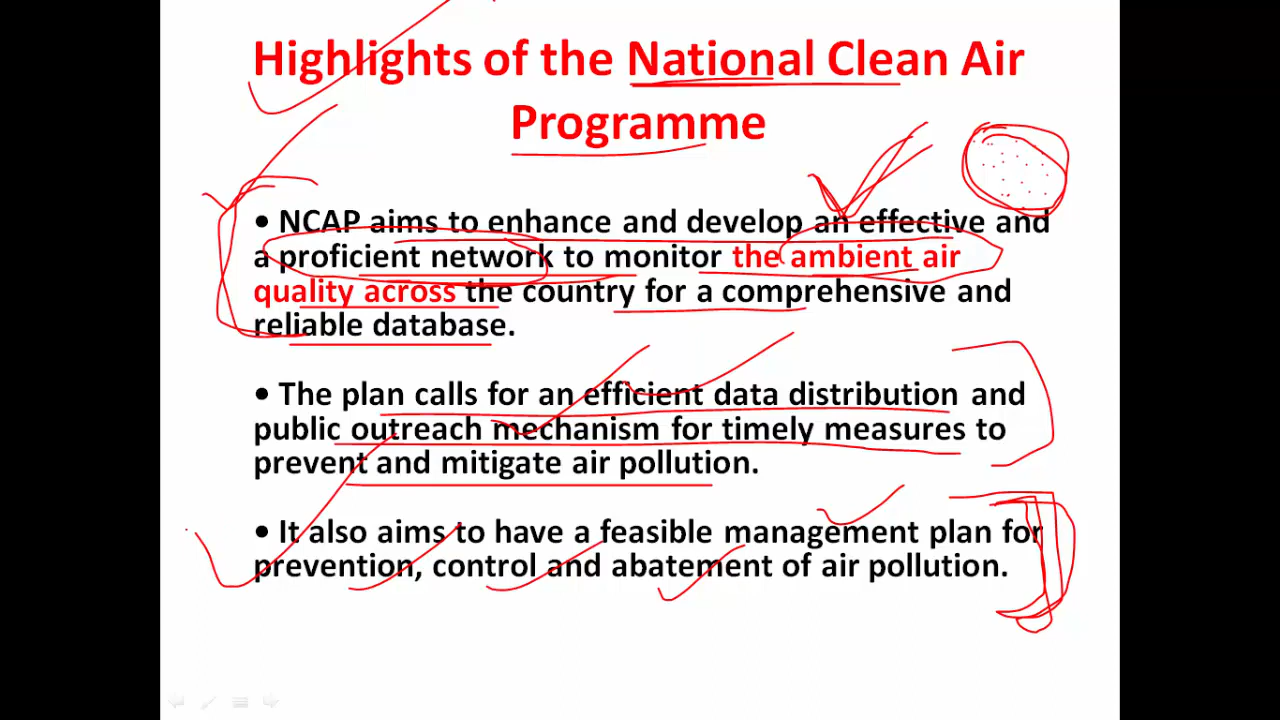 Highlights of the National Clean Air
Programme
• NCAP aims to enhance and develop an effective and
a proficient network to monitor the ambient air
quality across the country for a comprehensive and
reliable database.
• The plan calls for an efficient data distribution and
public outreach mechanism for timely measures to
prevent and mitigate air pollution.
• It also aims to have a feasible management plan for
prevention, control and abatement of air pollution.